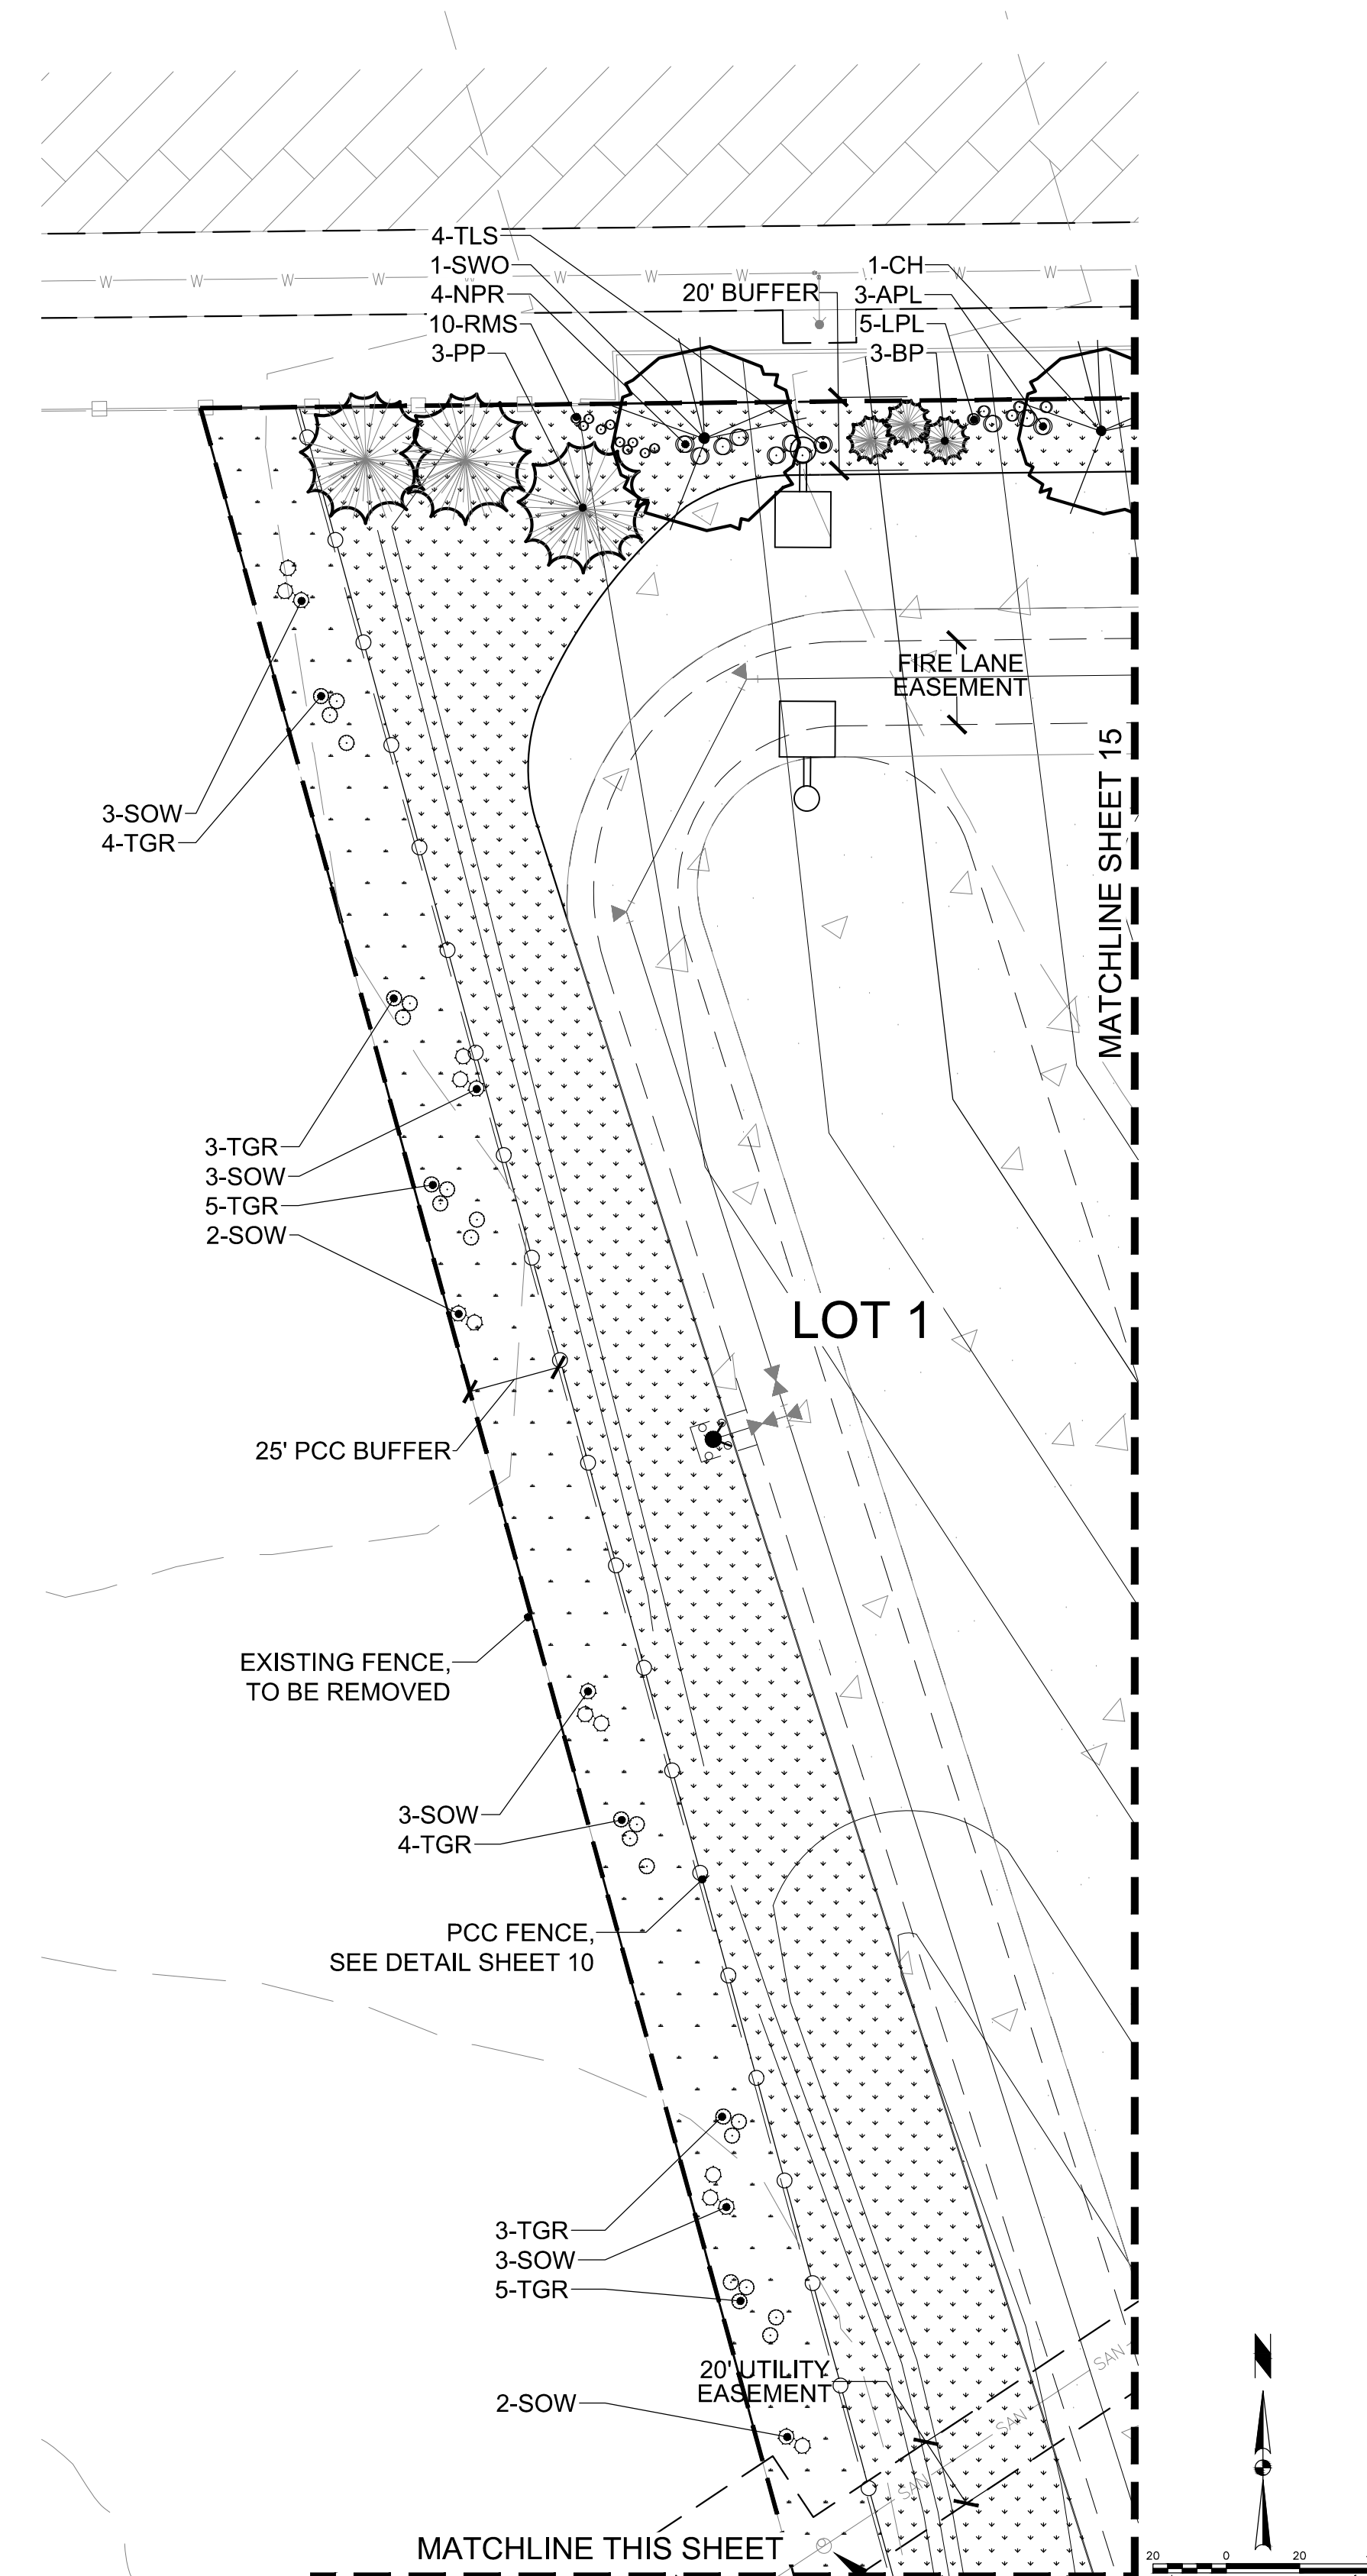 4-TLS
1-SWO
4-NPR
10-RMS
3-PP
20' BUFFER
1-CH
3-APL
5-LPL
3-BP
W W W W W W W W W W
FIRE LANE
EASEMENT
MATCHLINE SHEET 15
3-SOW
4-TGR
3-TGR
3-SOW
5-TGR
2-SOW
LOT 1
25' PCC BUFFER
EXISTING FENCE,
TO BE REMOVED
3-SOW
4-TGR
PCC FENCE,
SEE DETAIL SHEET 10
3-TGR
3-SOW
5-TGR
20' UTILITY
EASEMENT
2-SOW
SAN
SAN
SAN
MATCHLINE THIS SHEET
N
20 0 20